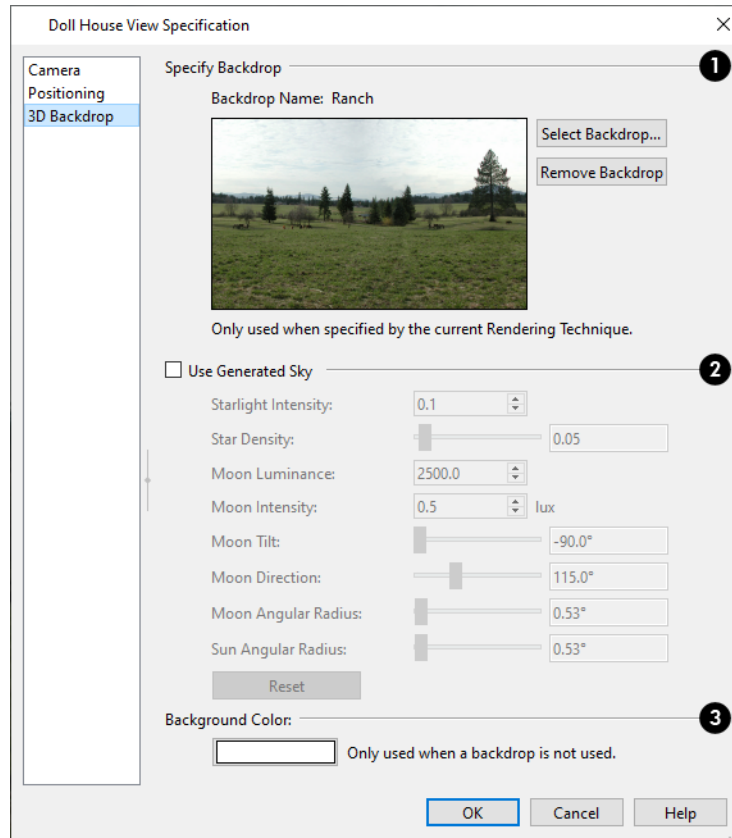 Doll House View Specification
Camera
Positioning
3D Backdrop
Specify Backdrop
1
Backdrop Name: Ranch
Select Backdrop...
Remove Backdrop
Only used when specified by the current Rendering Technique.
Use Generated Sky
2
Starlight Intensity: 0.1
Star Density: 0.05
Moon Luminance: 2500.0
Moon Intensity: 0.5 lux
Moon Tilt: -90.0°
Moon Direction: 115.0°
Moon Angular Radius: 0.53°
Sun Angular Radius: 0.53°
Reset
Background Color:
3
Only used when a backdrop is not used.
OK Cancel Help